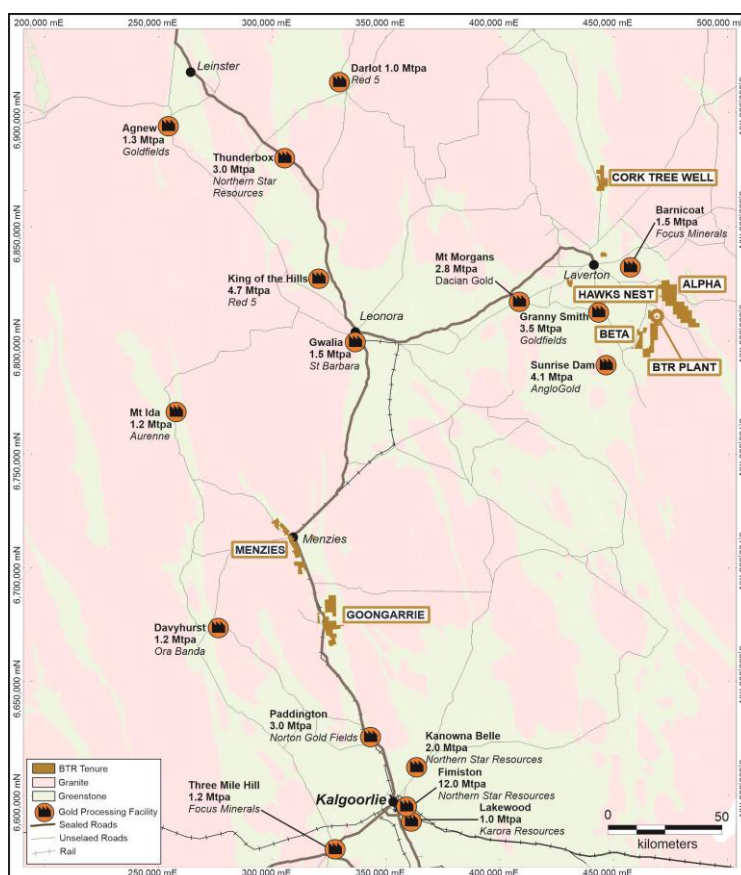 200,000 mE
250,000 mE
300,000 mE
350,000 mE
400,000 mE
450,000 mE
500,000 mE
Leinster
Darlot 1.0 Mtpa
Red 5
6,900,000 mN
Agnew
1.3 Mtpa
Goldfields
Thunderbox
3.0 Mtpa
Northern Star
Resources
CORK TREE WELL
6,850,000 mN
Barnicoat
1.5 Mtpa
Focus Minerals
Mt Morgans
2.8 Mtpa
Dacian Gold
Laverton
King of the Hills
4.7 Mtpa
Red 5
HAWKS NEST
ALPHA
Leonora
Granny Smith
3.5 Mtpa
Goldfields
BETA
6,800,000 mN
Gwalia
1.5 Mtpa
St Barbara
BTR PLANT
Sunrise Dam
4.1 Mtpa
AngloGold
Mt Ida
1.2 Mtpa
Aurenne
6,750,000 mN
Menzies
MENZIES
6,700,000 mN
GOONGARRIE
Davyhurst
1.2 Mtpa
Ora Banda
6,650,000 mN
Paddington
3.0 Mtpa
Norton Gold Fields
Kanowna Belle
2.0 Mtpa
Northern Star Resources
Fimiston
12.0 Mtpa
Northern Star Resources
Three Mile Hill
1.2 Mtpa
Focus Minerals
Kalgoorlie
Lakewood
1.0 Mtpa
Karora Resources
6,600,000 mN
BTR Tenure
Granite
Greenstone
Gold Processing Facility
Sealed Roads
Unselaed Roads
Rail
0
50
kilometers
250,000 mE
300,000 mE
350,000 mE
400,000 mE
450,000 mE
500,000 mE